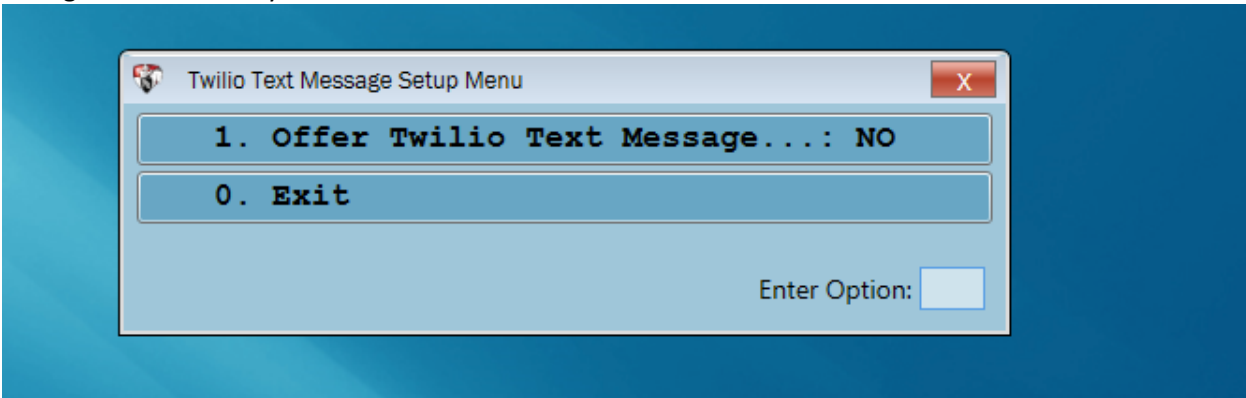 Twilio Text Message Setup Menu
X
1. Offer Twilio Text Message...: NO
0. Exit
Enter Option: